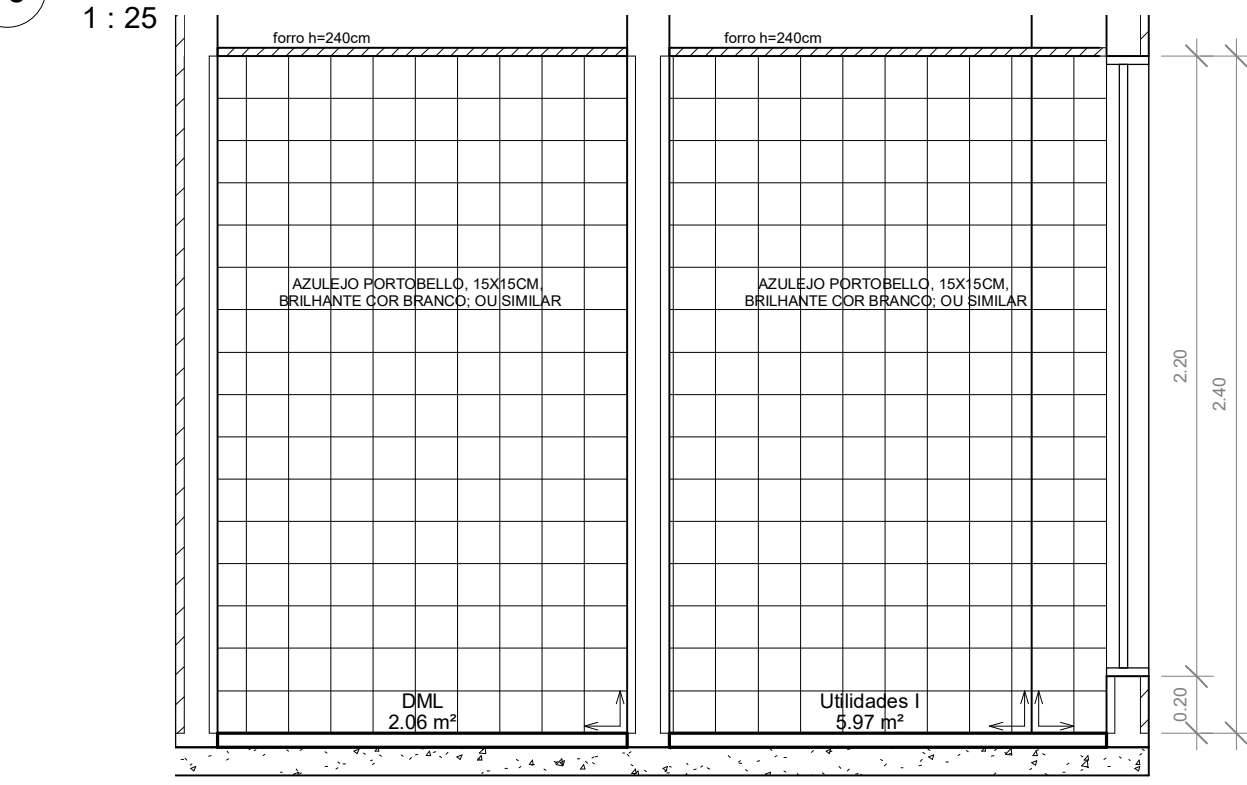 1 : 25
forro h=240cm
forro h=240cm
AZULEJO PORTOBELLO, 15X15CM,
BRILHANTE COR BRANCO; OU SIMILAR
AZULEJO PORTOBELLO, 15X15CM,
BRILHANTE COR BRANCO; OU SIMILAR
2.20
2.40
DML
2.06 m²
Utilidades I
5.97 m²
0.20